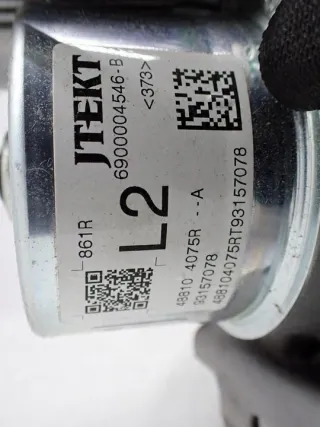 JTEKT
6900004546-B
<373>
861R
L2
48810 4075R --A
93157078
488104075RT93157078